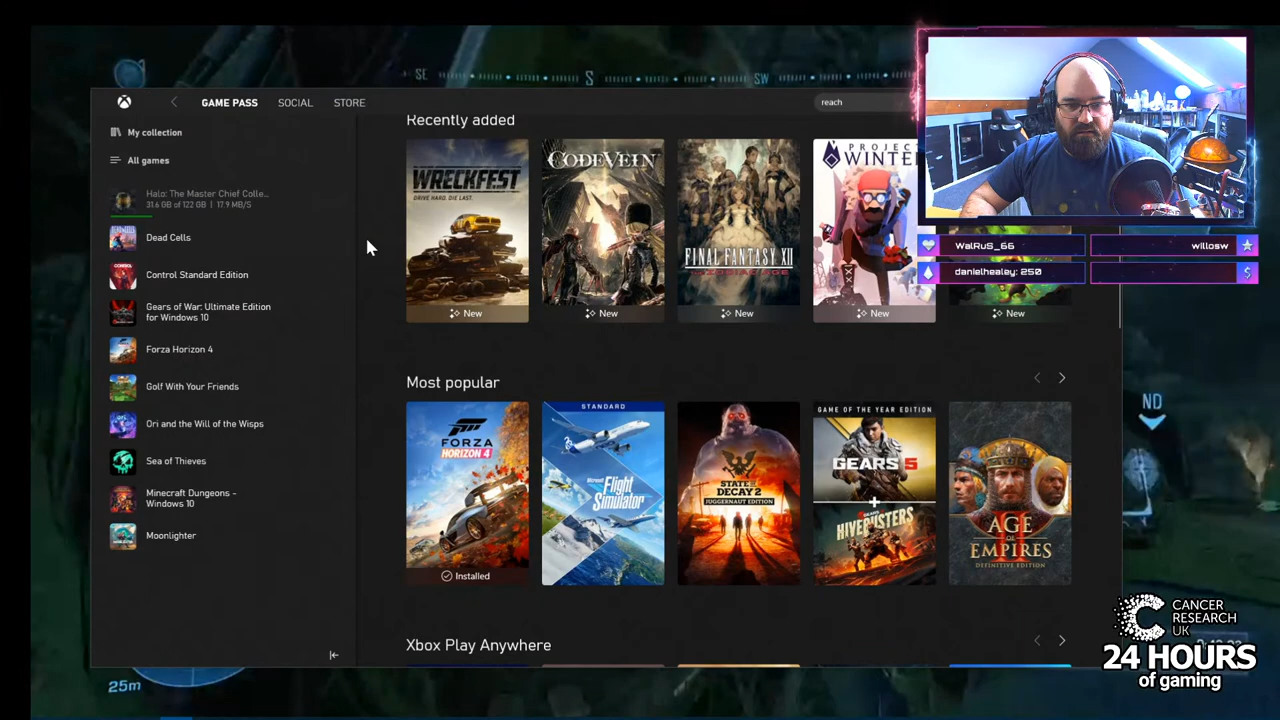 SE
S
SW
GAME PASS
SOCIAL
STORE
reach
My collection
All games
Halo: The Master Chief Colle...
31.6 GB of 122 GB | 17.9 MB/S
Dead Cells
Control Standard Edition
Gears of War: Ultimate Edition
for Windows 10
Forza Horizon 4
Golf With Your Friends
Ori and the Will of the Wisps
Sea of Thieves
Minecraft Dungeons -
Windows 10
Moonlighter
Recently added
WRECKFEST
DRIVE HARD. DIE LAST.
CODE VEIN
FINAL FANTASY XII
THE ZODIAC AGE
PROJECT
WINTER
New
New
New
New
New
WalRuS_66
willosw
danielhealey: 250
$
Most popular
FORZA
HORIZON 4
Installed
STANDARD
Microsoft
Flight
Simulator
STATE
OF
DECAY 2
JUGGERNAUT EDITION
GAME OF THE YEAR EDITION
GEARS 5
+
GEARS
HIVEBUSTERS
AGE
OF
EMPIRES
II
DEFINITIVE EDITION
Xbox Play Anywhere
ND
25m
CANCER
RESEARCH
UK
24 HOURS
of gaming